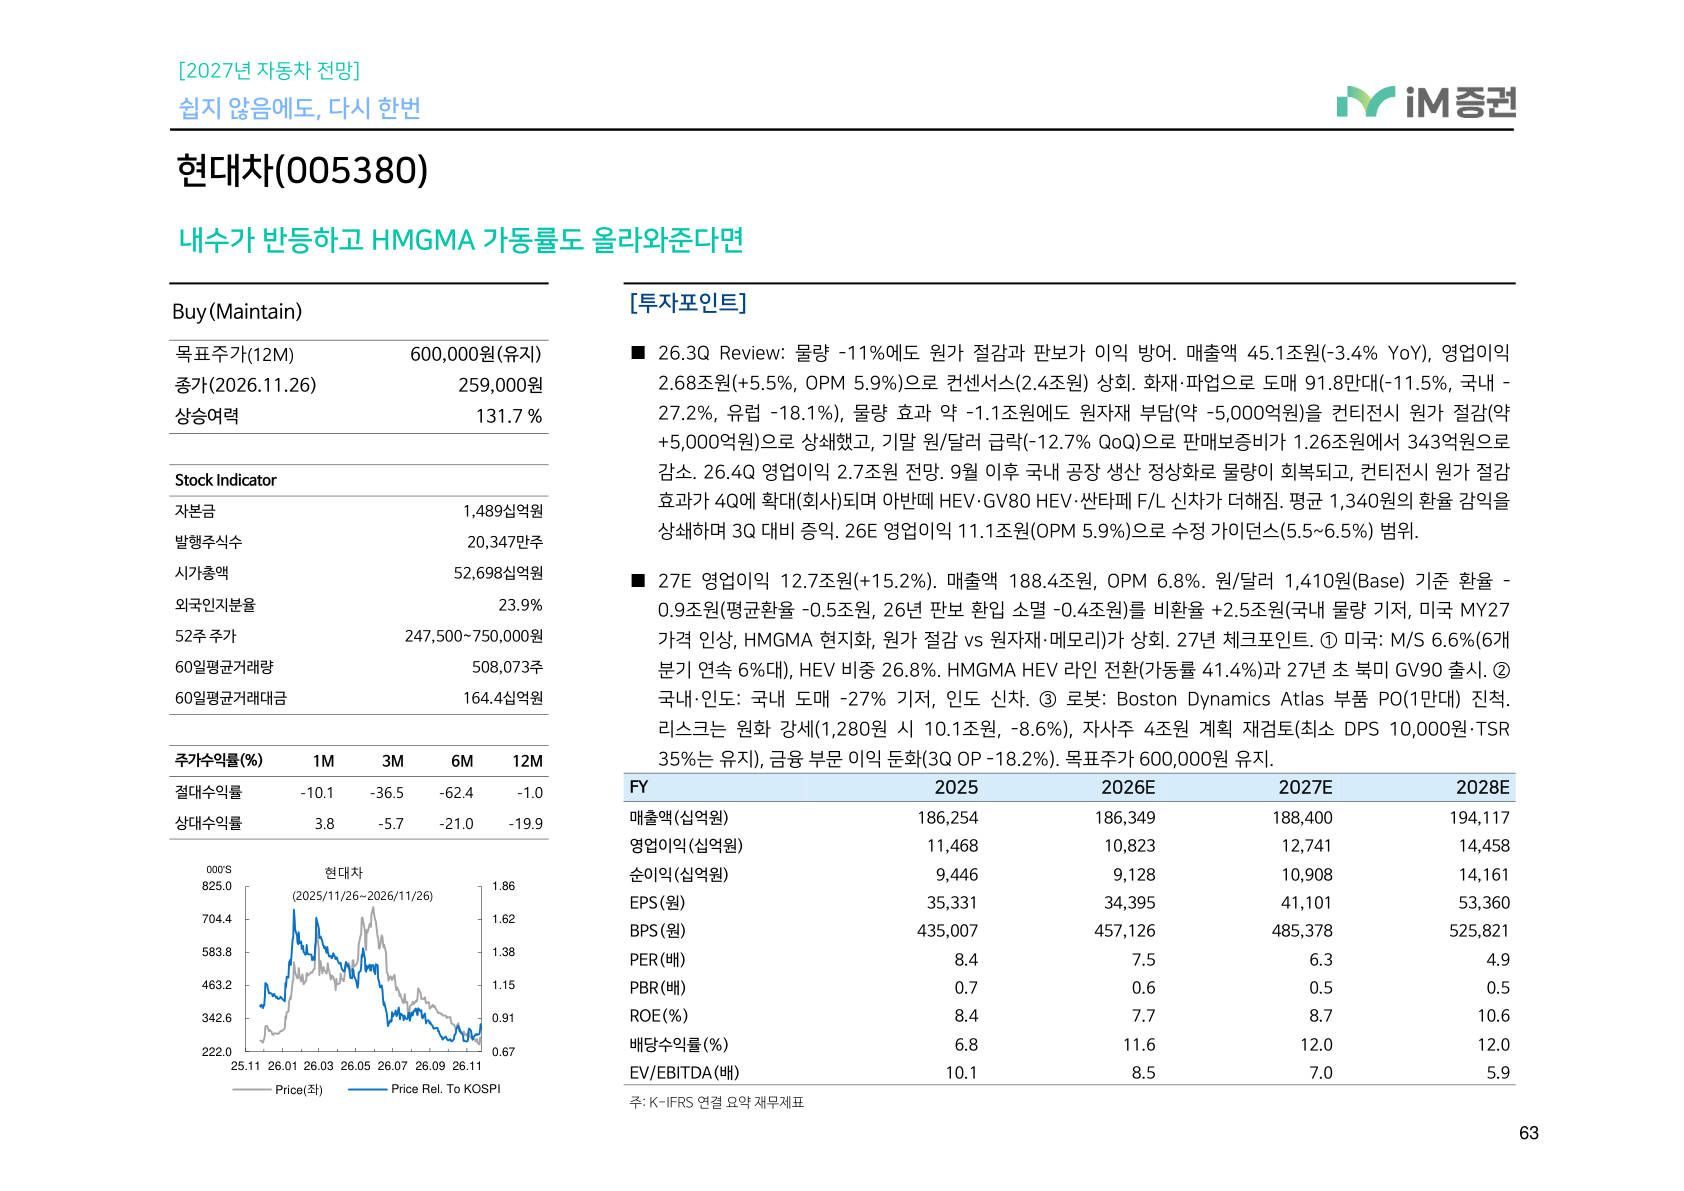 [2027년 자동차 전망]
쉽지 않음에도, 다시 한번
iM증권
현대차(005380)
내수가 반등하고 HMGMA 가동률도 올라와준다면
Buy(Maintain)
목표주가(12M) 600,000원(유지)
종가(2026.11.26) 259,000원
상승여력 131.7 %
Stock Indicator
자본금 1,489십억원
발행주식수 20,347만주
시가총액 52,698십억원
외국인지분율 23.9%
52주 주가 247,500~750,000원
60일평균거래량 508,073주
60일평균거래대금 164.4십억원
주가수익률(%) 1M 3M 6M 12M
절대수익률 -10.1 -36.5 -62.4 -1.0
상대수익률 3.8 -5.7 -21.0 -19.9
000'S 현대차
(2025/11/26~2026/11/26)
825.0 1.86
704.4 1.62
583.8 1.38
463.2 1.15
342.6 0.91
222.0 0.67
25.11 26.01 26.03 26.05 26.07 26.09 26.11
Price(좌) Price Rel. To KOSPI
[투자포인트]
■ 26.3Q Review: 물량 -11%에도 원가 절감과 판보가 이익 방어. 매출액 45.1조원(-3.4% YoY), 영업이익
2.68조원(+5.5%, OPM 5.9%)으로 컨센서스(2.4조원) 상회. 화재·파업으로 도매 91.8만대(-11.5%, 국내 -
27.2%, 유럽 -18.1%), 물량 효과 약 -1.1조원에도 원자재 부담(약 -5,000억원)을 컨티전시 원가 절감(약
+5,000억원)으로 상쇄했고, 기말 원/달러 급락(-12.7% QoQ)으로 판매보증비가 1.26조원에서 343억원으로
감소. 26.4Q 영업이익 2.7조원 전망. 9월 이후 국내 공장 생산 정상화로 물량이 회복되고, 컨티전시 원가 절감
효과가 4Q에 확대(회사)되며 아반떼 HEV·GV80 HEV·싼타페 F/L 신차가 더해짐. 평균 1,340원의 환율 감익을
상쇄하며 3Q 대비 증익. 26E 영업이익 11.1조원(OPM 5.9%)으로 수정 가이던스(5.5~6.5%) 범위.
■ 27E 영업이익 12.7조원(+15.2%). 매출액 188.4조원, OPM 6.8%. 원/달러 1,410원(Base) 기준 환율 -
0.9조원(평균환율 -0.5조원, 26년 판보 환입 소멸 -0.4조원)를 비환율 +2.5조원(국내 물량 기저, 미국 MY27
가격 인상, HMGMA 현지화, 원가 절감 vs 원자재·메모리)가 상회. 27년 체크포인트. ① 미국: M/S 6.6%(6개
분기 연속 6%대), HEV 비중 26.8%. HMGMA HEV 라인 전환(가동률 41.4%)과 27년 초 북미 GV90 출시. ②
국내·인도: 국내 도매 -27% 기저, 인도 신차. ③ 로봇: Boston Dynamics Atlas 부품 PO(1만대) 진척.
리스크는 원화 강세(1,280원 시 10.1조원, -8.6%), 자사주 4조원 계획 재검토(최소 DPS 10,000원·TSR
35%는 유지), 금융 부문 이익 둔화(3Q OP -18.2%). 목표주가 600,000원 유지.
FY 2025 2026E 2027E 2028E
매출액(십억원) 186,254 186,349 188,400 194,117
영업이익(십억원) 11,468 10,823 12,741 14,458
순이익(십억원) 9,446 9,128 10,908 14,161
EPS(원) 35,331 34,395 41,101 53,360
BPS(원) 435,007 457,126 485,378 525,821
PER(배) 8.4 7.5 6.3 4.9
PBR(배) 0.7 0.6 0.5 0.5
ROE(%) 8.4 7.7 8.7 10.6
배당수익률(%) 6.8 11.6 12.0 12.0
EV/EBITDA(배) 10.1 8.5 7.0 5.9
주: K-IFRS 연결 요약 재무제표
63